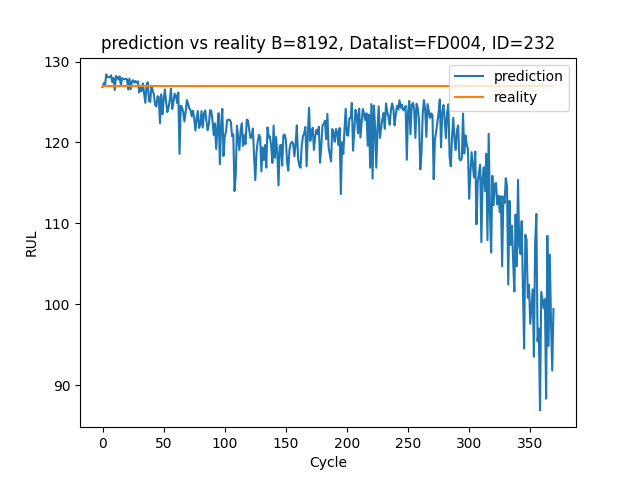 prediction vs reality B=8192, Datalist=FD004, ID=232
prediction
reality
130
120
110
100
90
RUL
0 50 100 150 200 250 300 350
Cycle